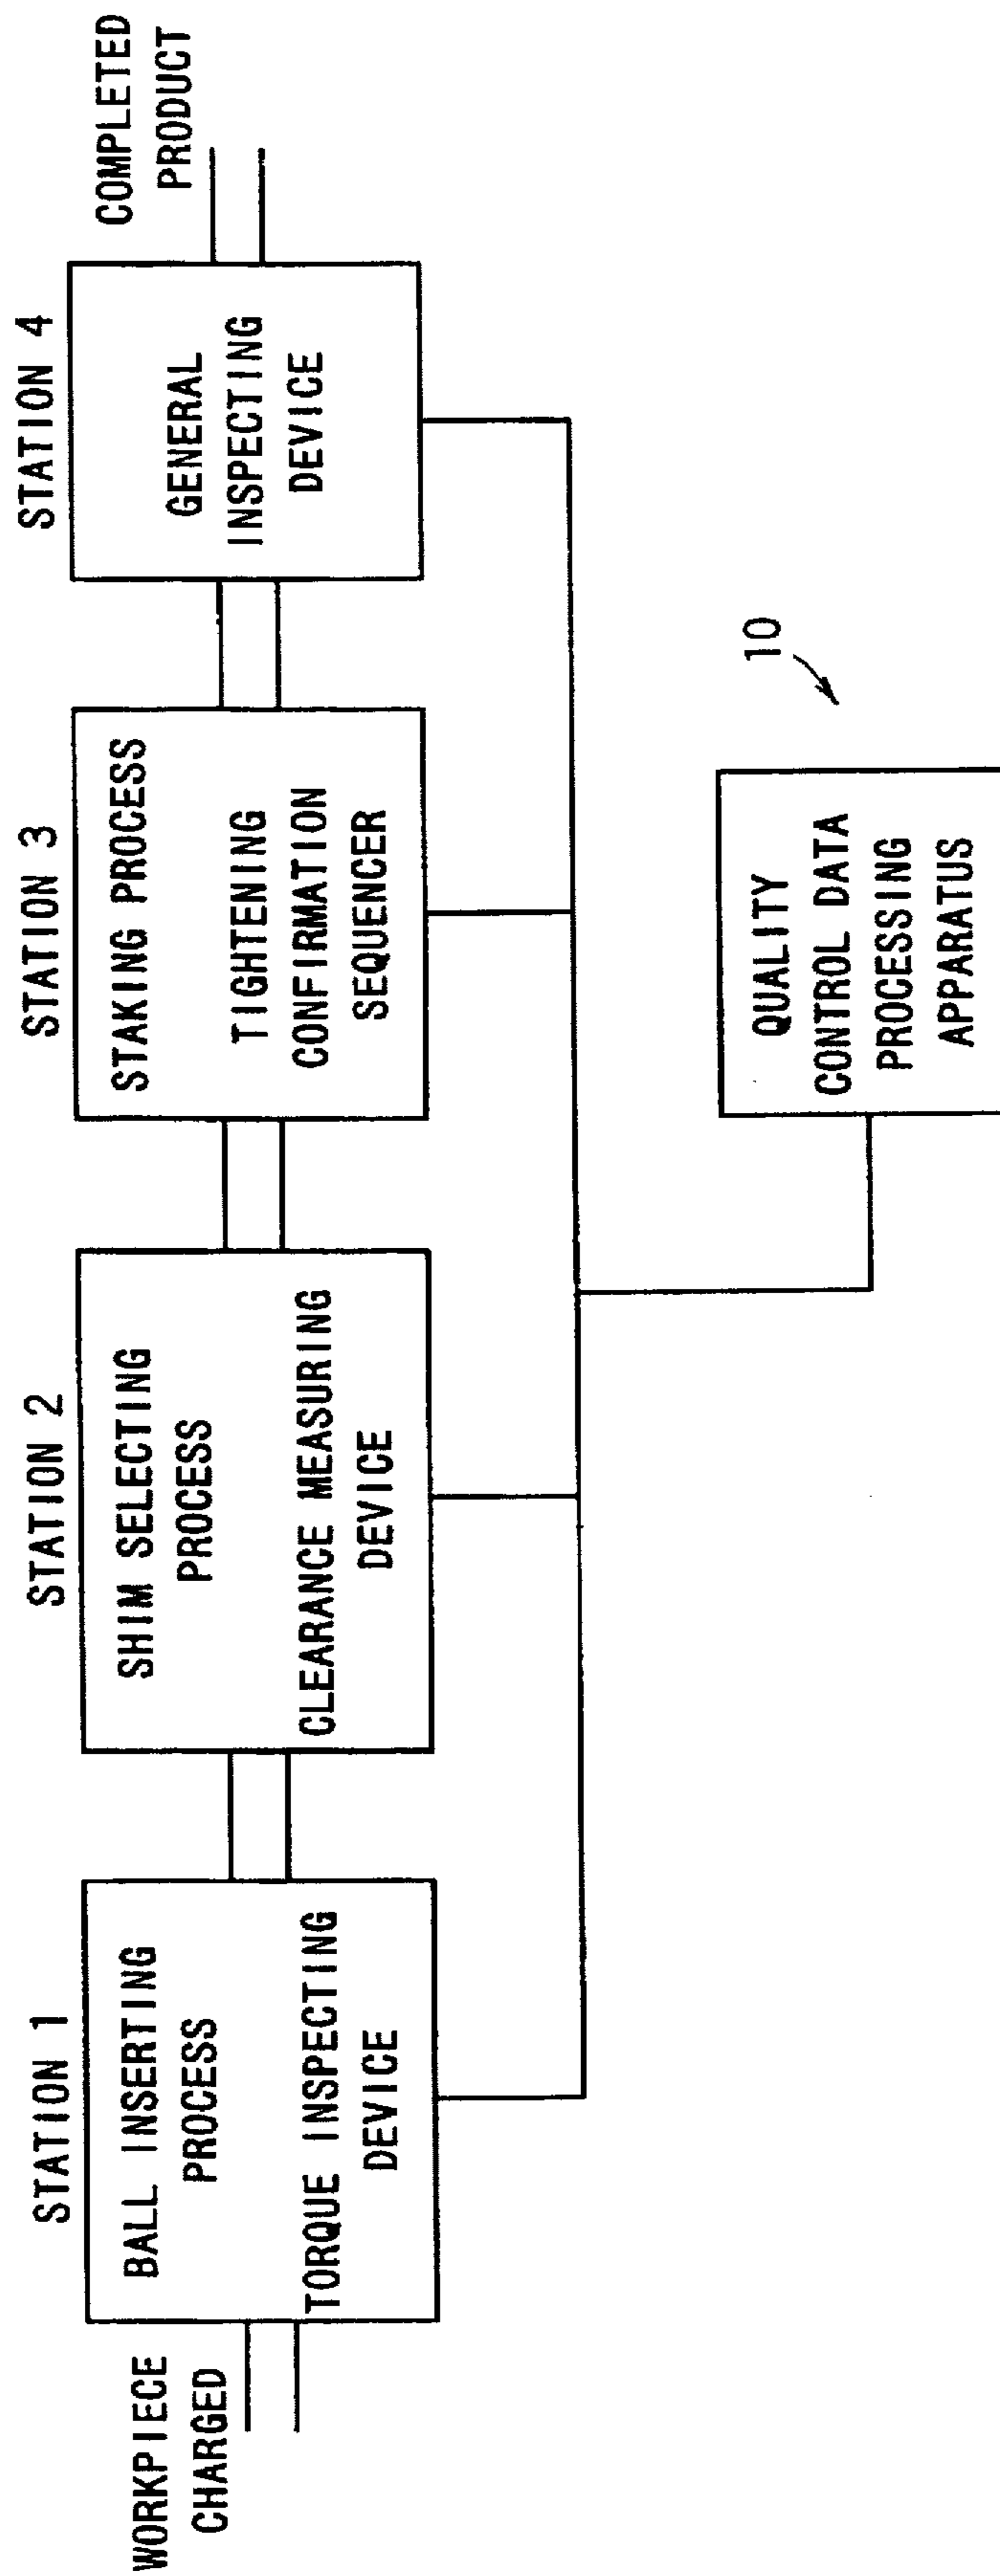 WORKPIECE
CHARGED
STATION 1
BALL INSERTING
PROCESS
TORQUE INSPECTING
DEVICE
STATION 2
SHIM SELECTING
PROCESS
CLEARANCE MEASURING
DEVICE
STATION 3
STAKING PROCESS
TIGHTENING
CONFIRMATION
SEQUENCER
STATION 4
GENERAL
INSPECTING
DEVICE
COMPLETED
PRODUCT
QUALITY
CONTROL DATA
PROCESSING
APPARATUS
10